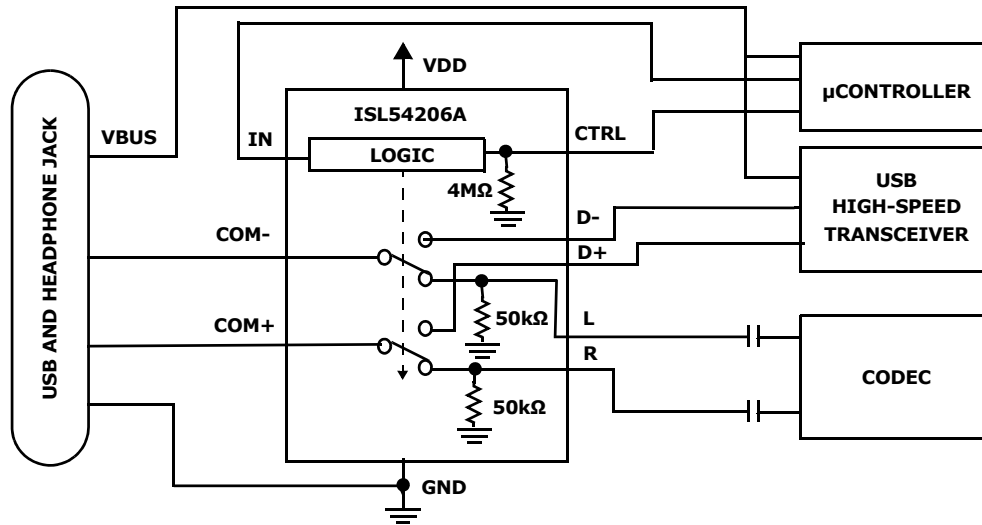 VDD
µCONTROLLER
ISL54206A
VBUS
IN
CTRL
LOGIC
USB AND HEADPHONE JACK
4MΩ
USB
HIGH-SPEED
TRANSCEIVER
D-
COM-
D+
50kΩ
L
COM+
R
CODEC
50kΩ
GND